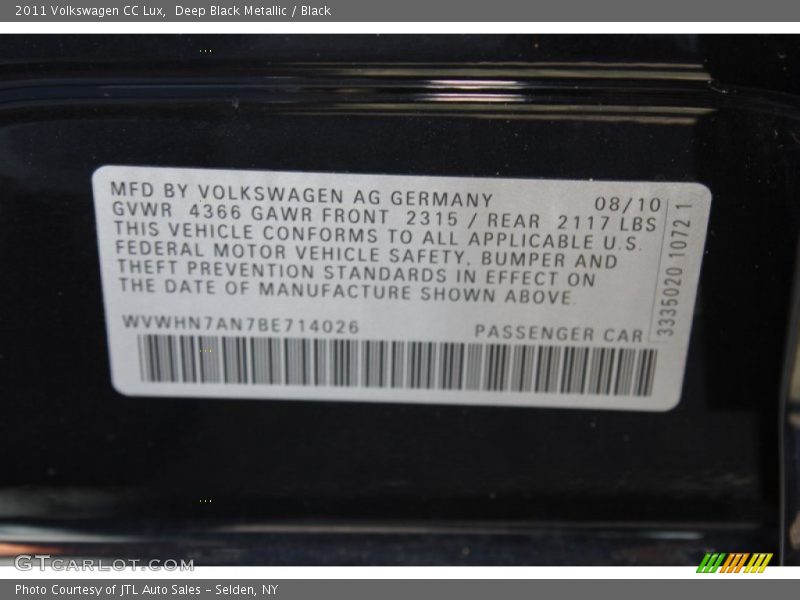 2011 Volkswagen CC Lux, Deep Black Metallic / Black
MFD BY VOLKSWAGEN AG GERMANY 08/10
GVWR 4366 GAWR FRONT 2315 / REAR 2117 LBS
THIS VEHICLE CONFORMS TO ALL APPLICABLE U.S.
FEDERAL MOTOR VEHICLE SAFETY, BUMPER AND
THEFT PREVENTION STANDARDS IN EFFECT ON
THE DATE OF MANUFACTURE SHOWN ABOVE.
WVWHN7AN7BE714026 PASSENGER CAR
3335020 10721
GTCARLOT.COM
Photo Courtesy of JTL Auto Sales – Selden, NY